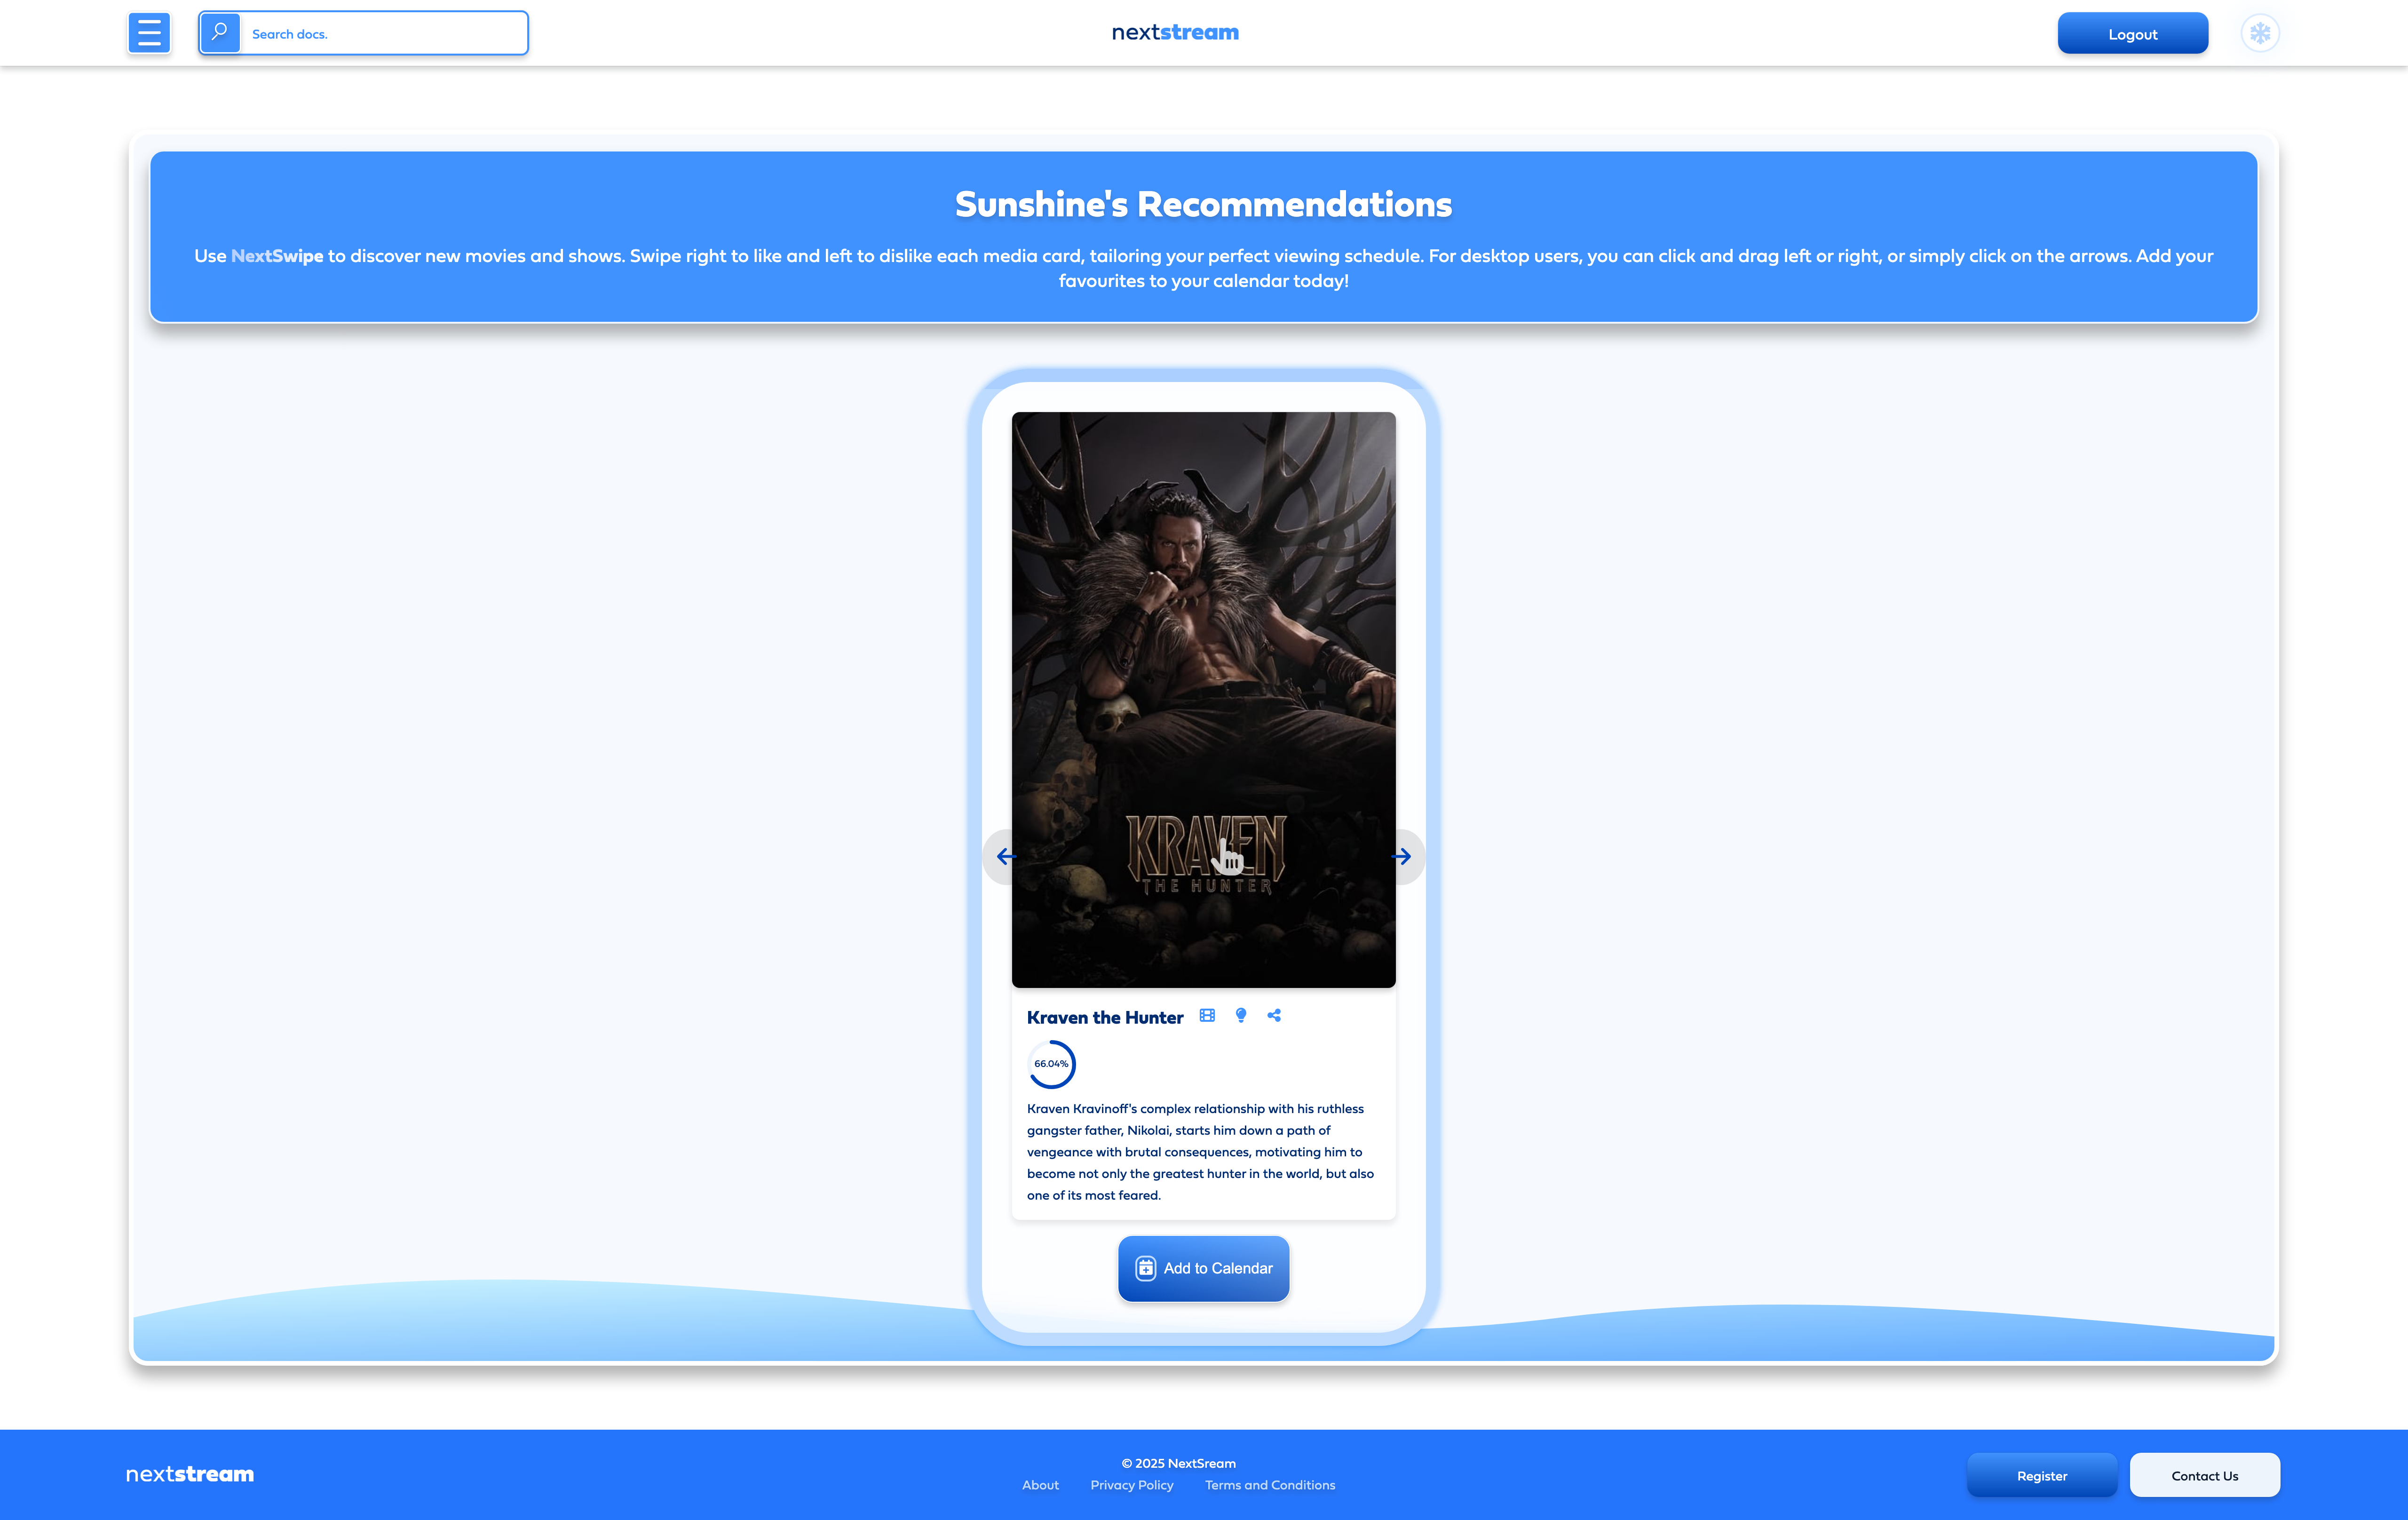 Search docs.
nextstream
Logout
Sunshine's Recommendations
Use NextSwipe to discover new movies and shows. Swipe right to like and left to dislike each media card, tailoring your perfect viewing schedule. For desktop users, you can click and drag left or right, or simply click on the arrows. Add your
favourites to your calendar today!
KRAVEN
THE HUNTER
Kraven the Hunter
66.04%
Kraven Kravinoff's complex relationship with his ruthless
gangster father, Nikolai, starts him down a path of
vengeance with brutal consequences, motivating him to
become not only the greatest hunter in the world, but also
one of its most feared.
Add to Calendar
nextstream
© 2025 NextSream
About Privacy Policy Terms and Conditions
Register
Contact Us